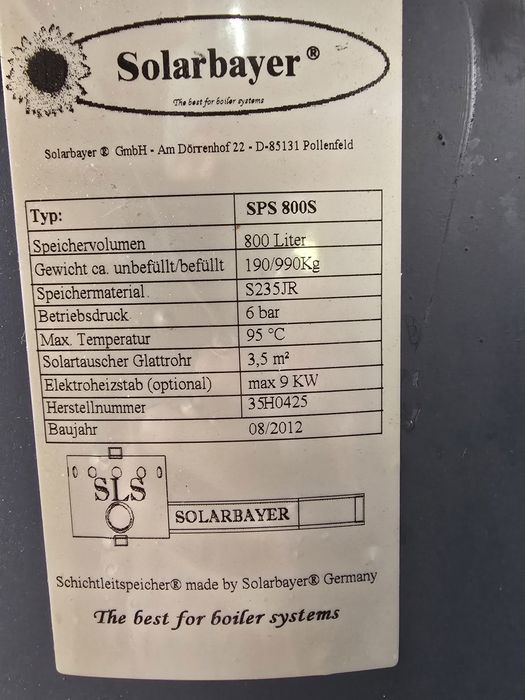 Solarbayer®
The best for boiler systems
Solarbayer ® GmbH - Am Dörrenhof 22 - D-85131 Pollenfeld
Typ: SPS 800S
Speichervolumen 800 Liter
Gewicht ca. unbefüllt/befüllt 190/990Kg
Speichermaterial S235JR
Betriebsdruck 6 bar
Max. Temperatur 95 °C
Solartauscher Glattrohr 3,5 m²
Elektroheizstab (optional) max 9 KW
Herstellnummer 35H0425
Baujahr 08/2012
SLS
SOLARBAYER
Schichtleitspeicher® made by Solarbayer® Germany
The best for boiler systems